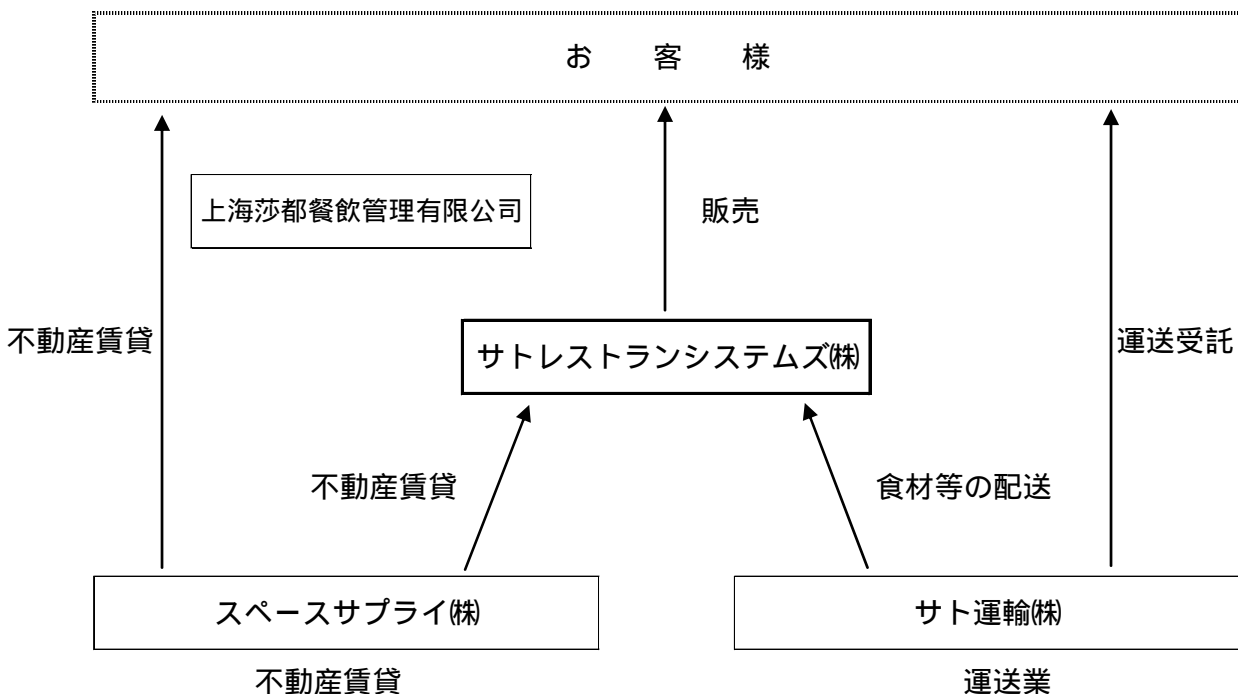 お 客 様
上海莎都餐飲管理有限公司
販売
不動産賃貸
サトレストランシステムズ㈱
運送受託
不動産賃貸
食材等の配送
スペースサプライ㈱
サト運輸㈱
不動産賃貸
運送業